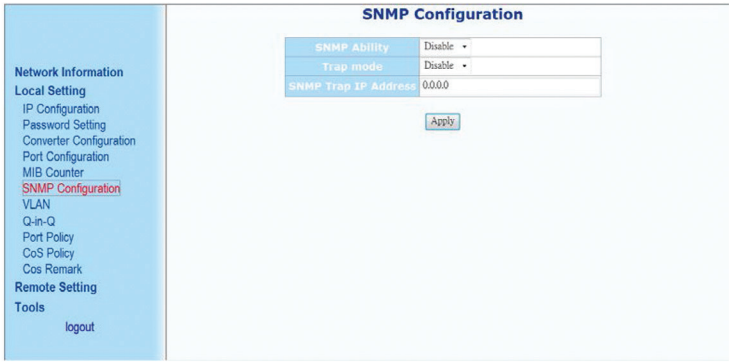 SNMP Configuration
SNMP Ability Disable
Trap mode Disable
SNMP Trap IP Address 0.0.0.0
Apply
Network Information
Local Setting
IP Configuration
Password Setting
Converter Configuration
Port Configuration
MIB Counter
SNMP Configuration
VLAN
Q-in-Q
Port Policy
CoS Policy
Cos Remark
Remote Setting
Tools
logout